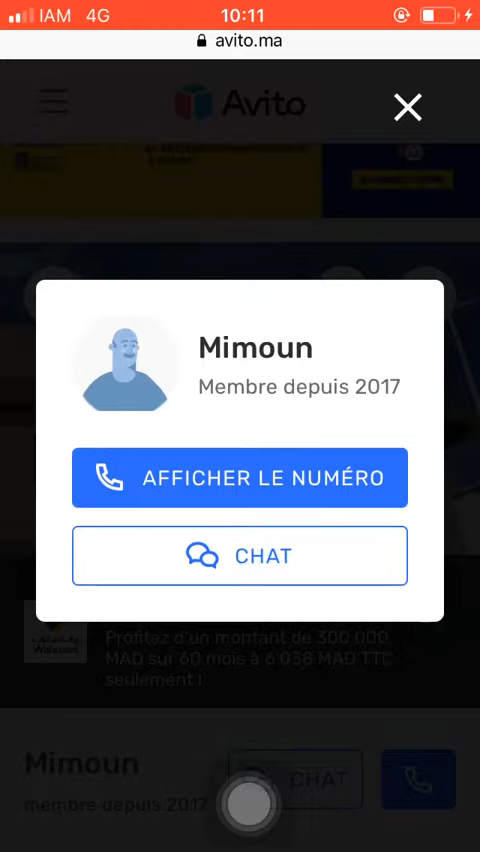 IAM 4G 10:11
avito.ma
Avito
Mimoun
Membre depuis 2017
AFFICHER LE NUMÉRO
CHAT
Profitez d'un montant de 300 000
MAD sur 60 mois à 6.038 MAD TTC
seulement !
Mimoun
CHAT
membre depuis 2017